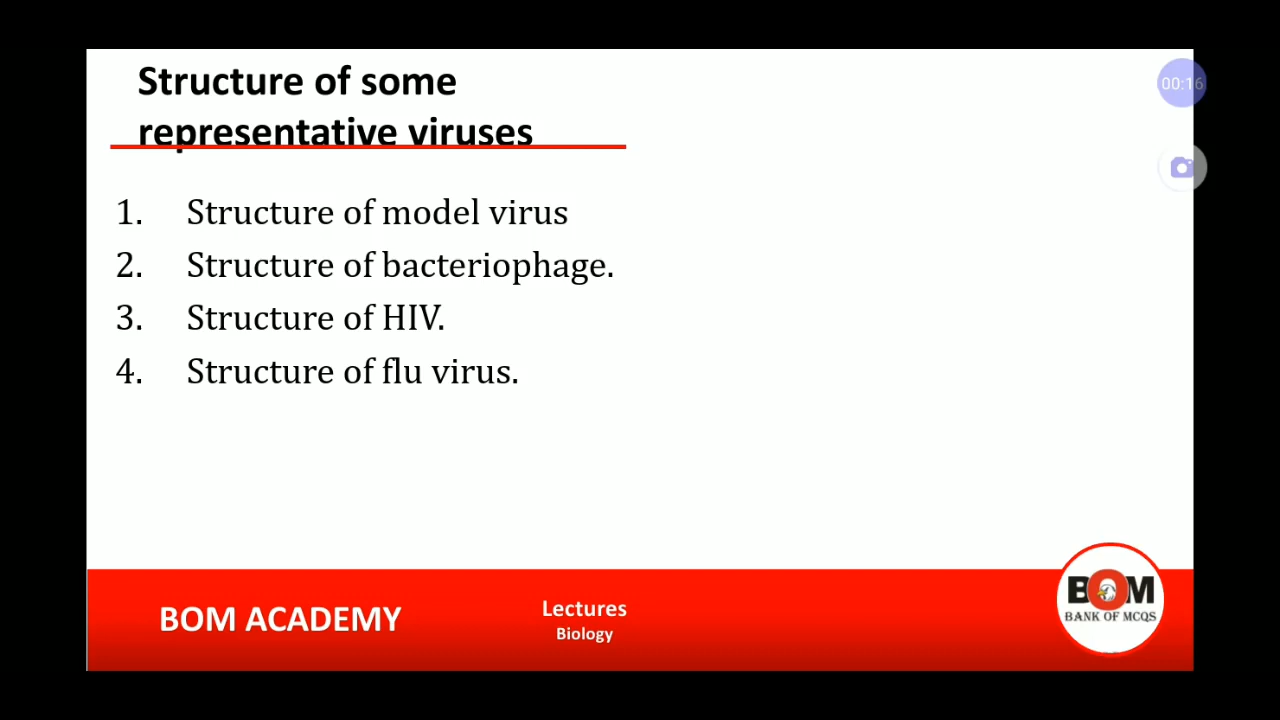 Structure of some
representative viruses
00:16
1. Structure of model virus
2. Structure of bacteriophage.
3. Structure of HIV.
4. Structure of flu virus.
BOM ACADEMY
Lectures
Biology
BOM
BANK OF MCQS